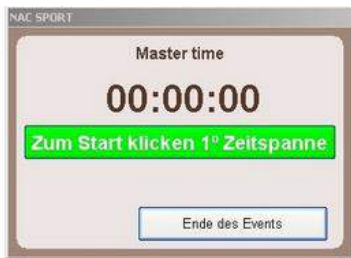 NAC SPORT
Master time
00:00:00
Zum Start klicken 1º Zeitspanne
Ende des Events